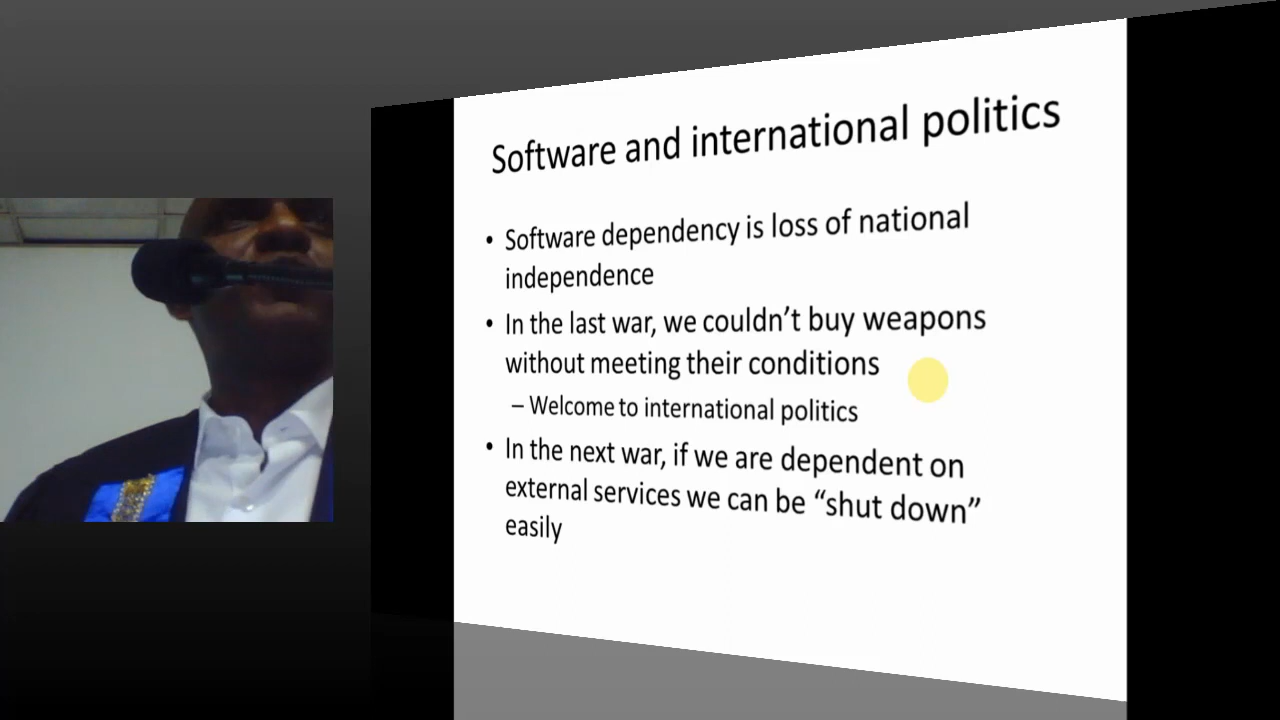 Software and international politics
• Software dependency is loss of national
independence
• In the last war, we couldn’t buy weapons
without meeting their conditions
– Welcome to international politics
• In the next war, if we are dependent on
external services we can be “shut down”
easily